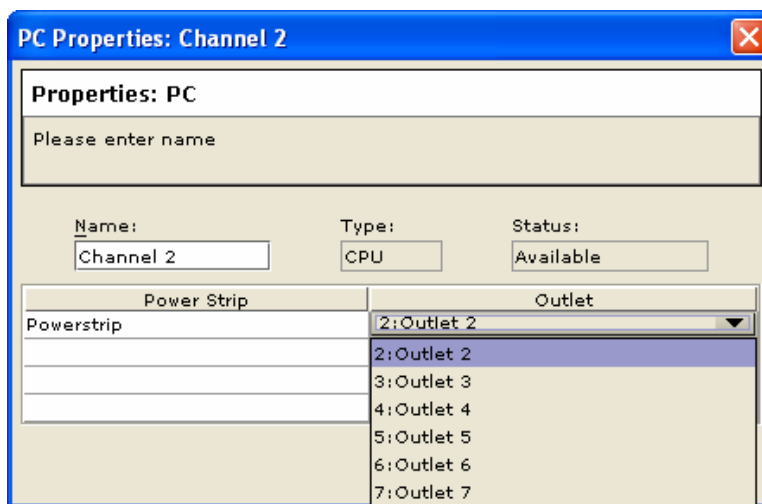 PC Properties: Channel 2
Properties: PC
Please enter name
Name: Type: Status:
Channel 2 CPU Available
Power Strip Outlet
Powerstrip 2:Outlet 2
2:Outlet 2
3:Outlet 3
4:Outlet 4
5:Outlet 5
6:Outlet 6
7:Outlet 7